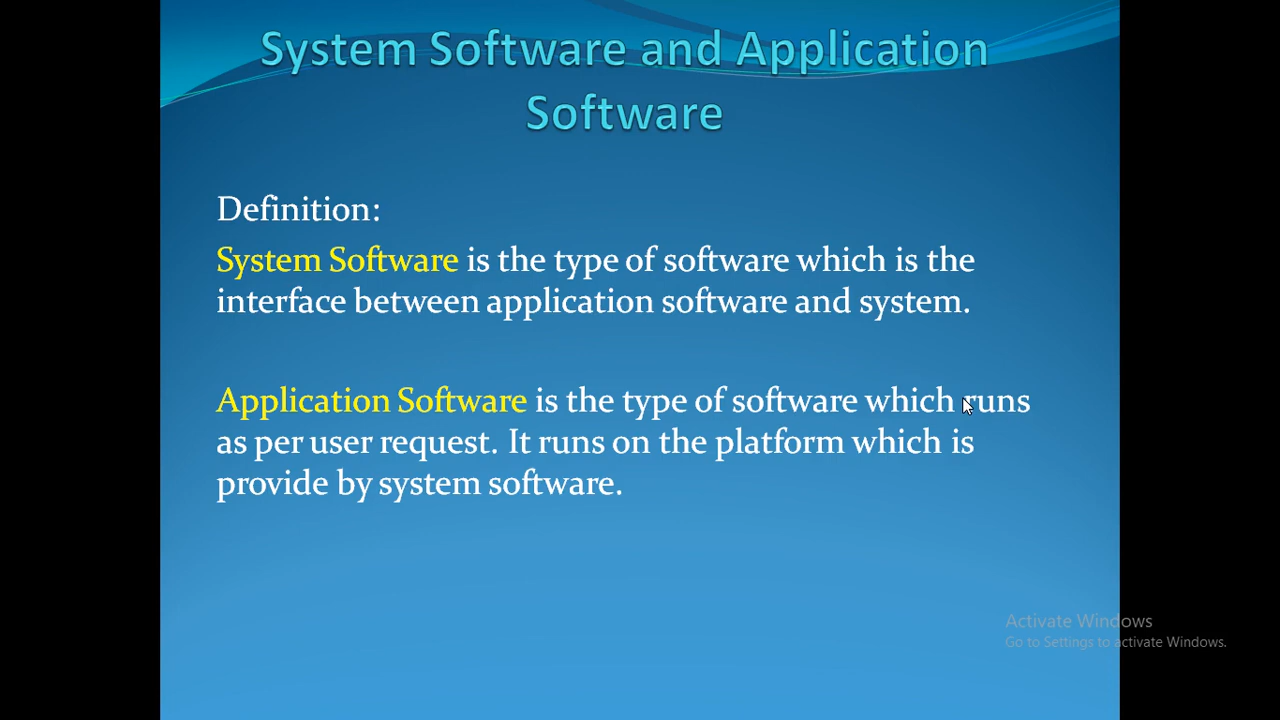 System Software and Application
Software
Definition:
System Software is the type of software which is the
interface between application software and system.
Application Software is the type of software which runs
as per user request. It runs on the platform which is
provide by system software.
Activate Windows
Go to Settings to activate Windows.